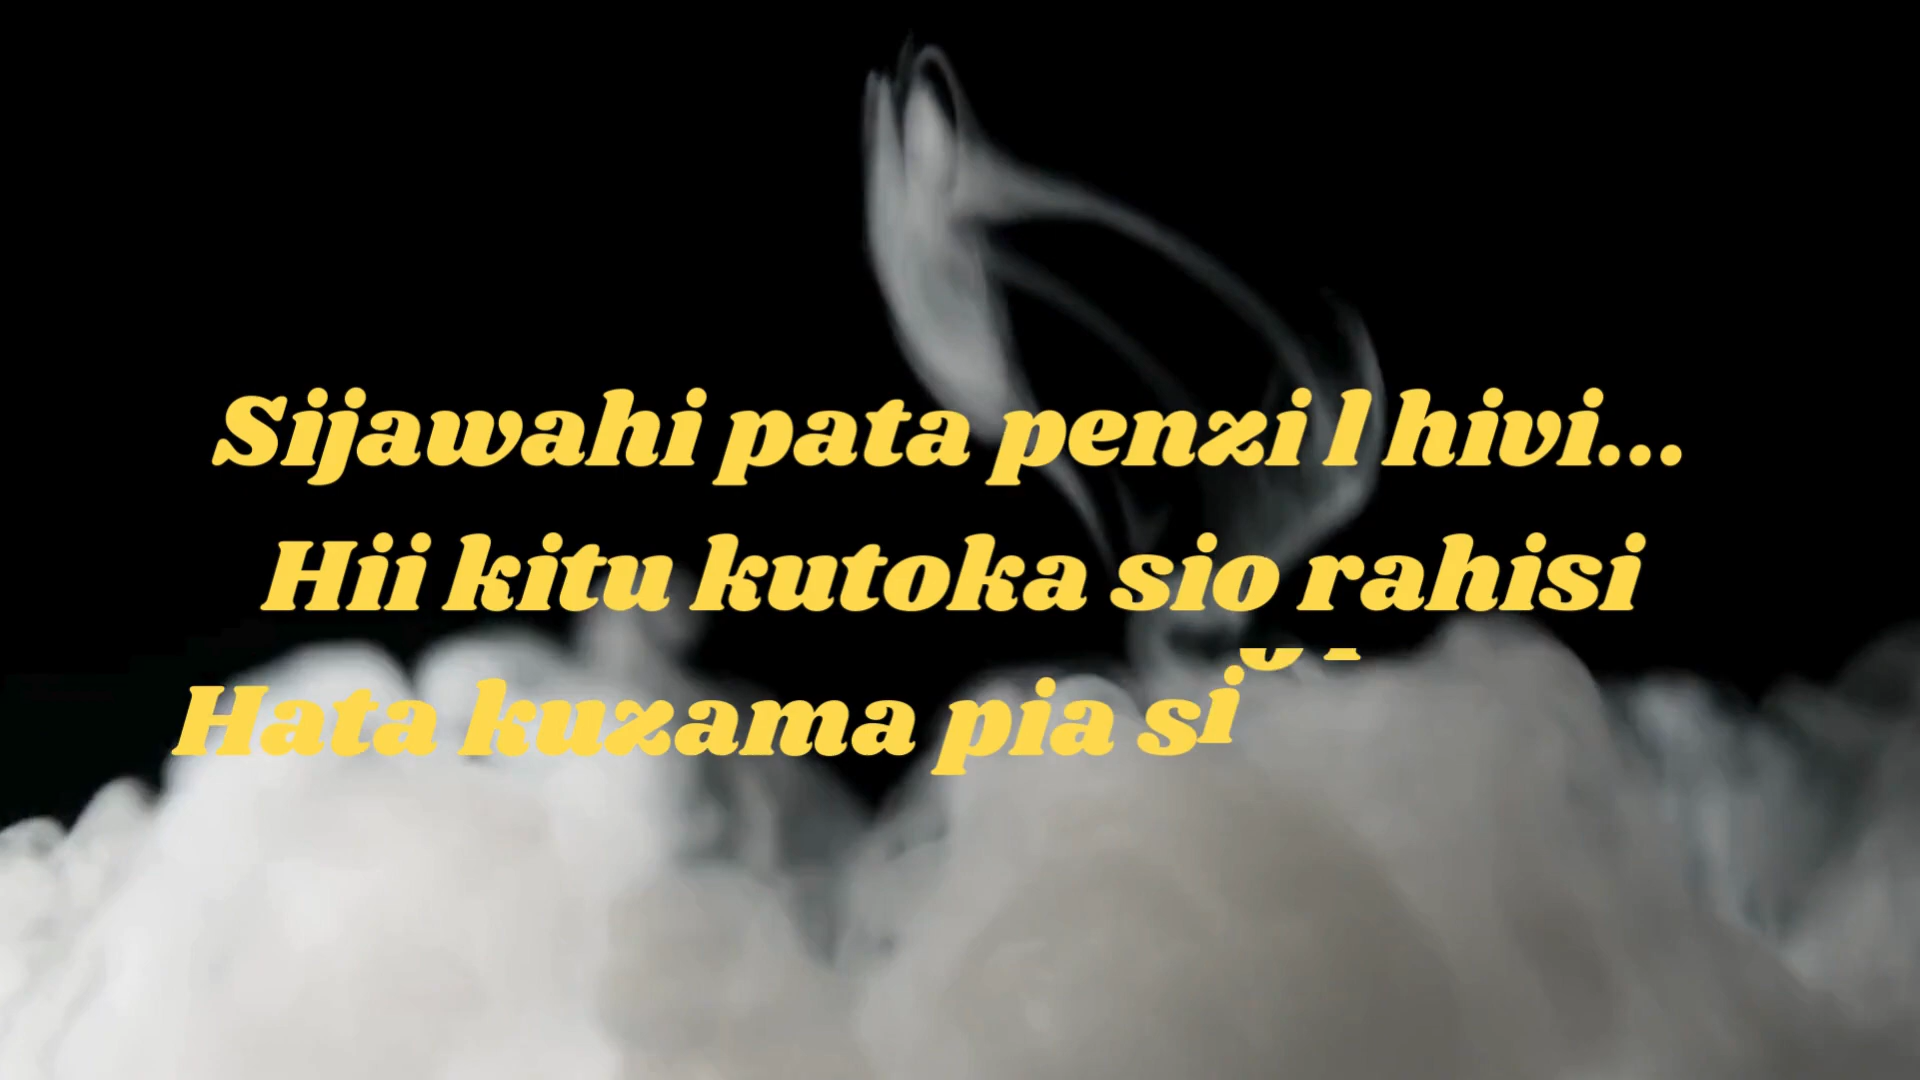 Sijawahi pata penzi l hivi...
Hii kitu kutoka sio rahisi
Hata kuzama pia si